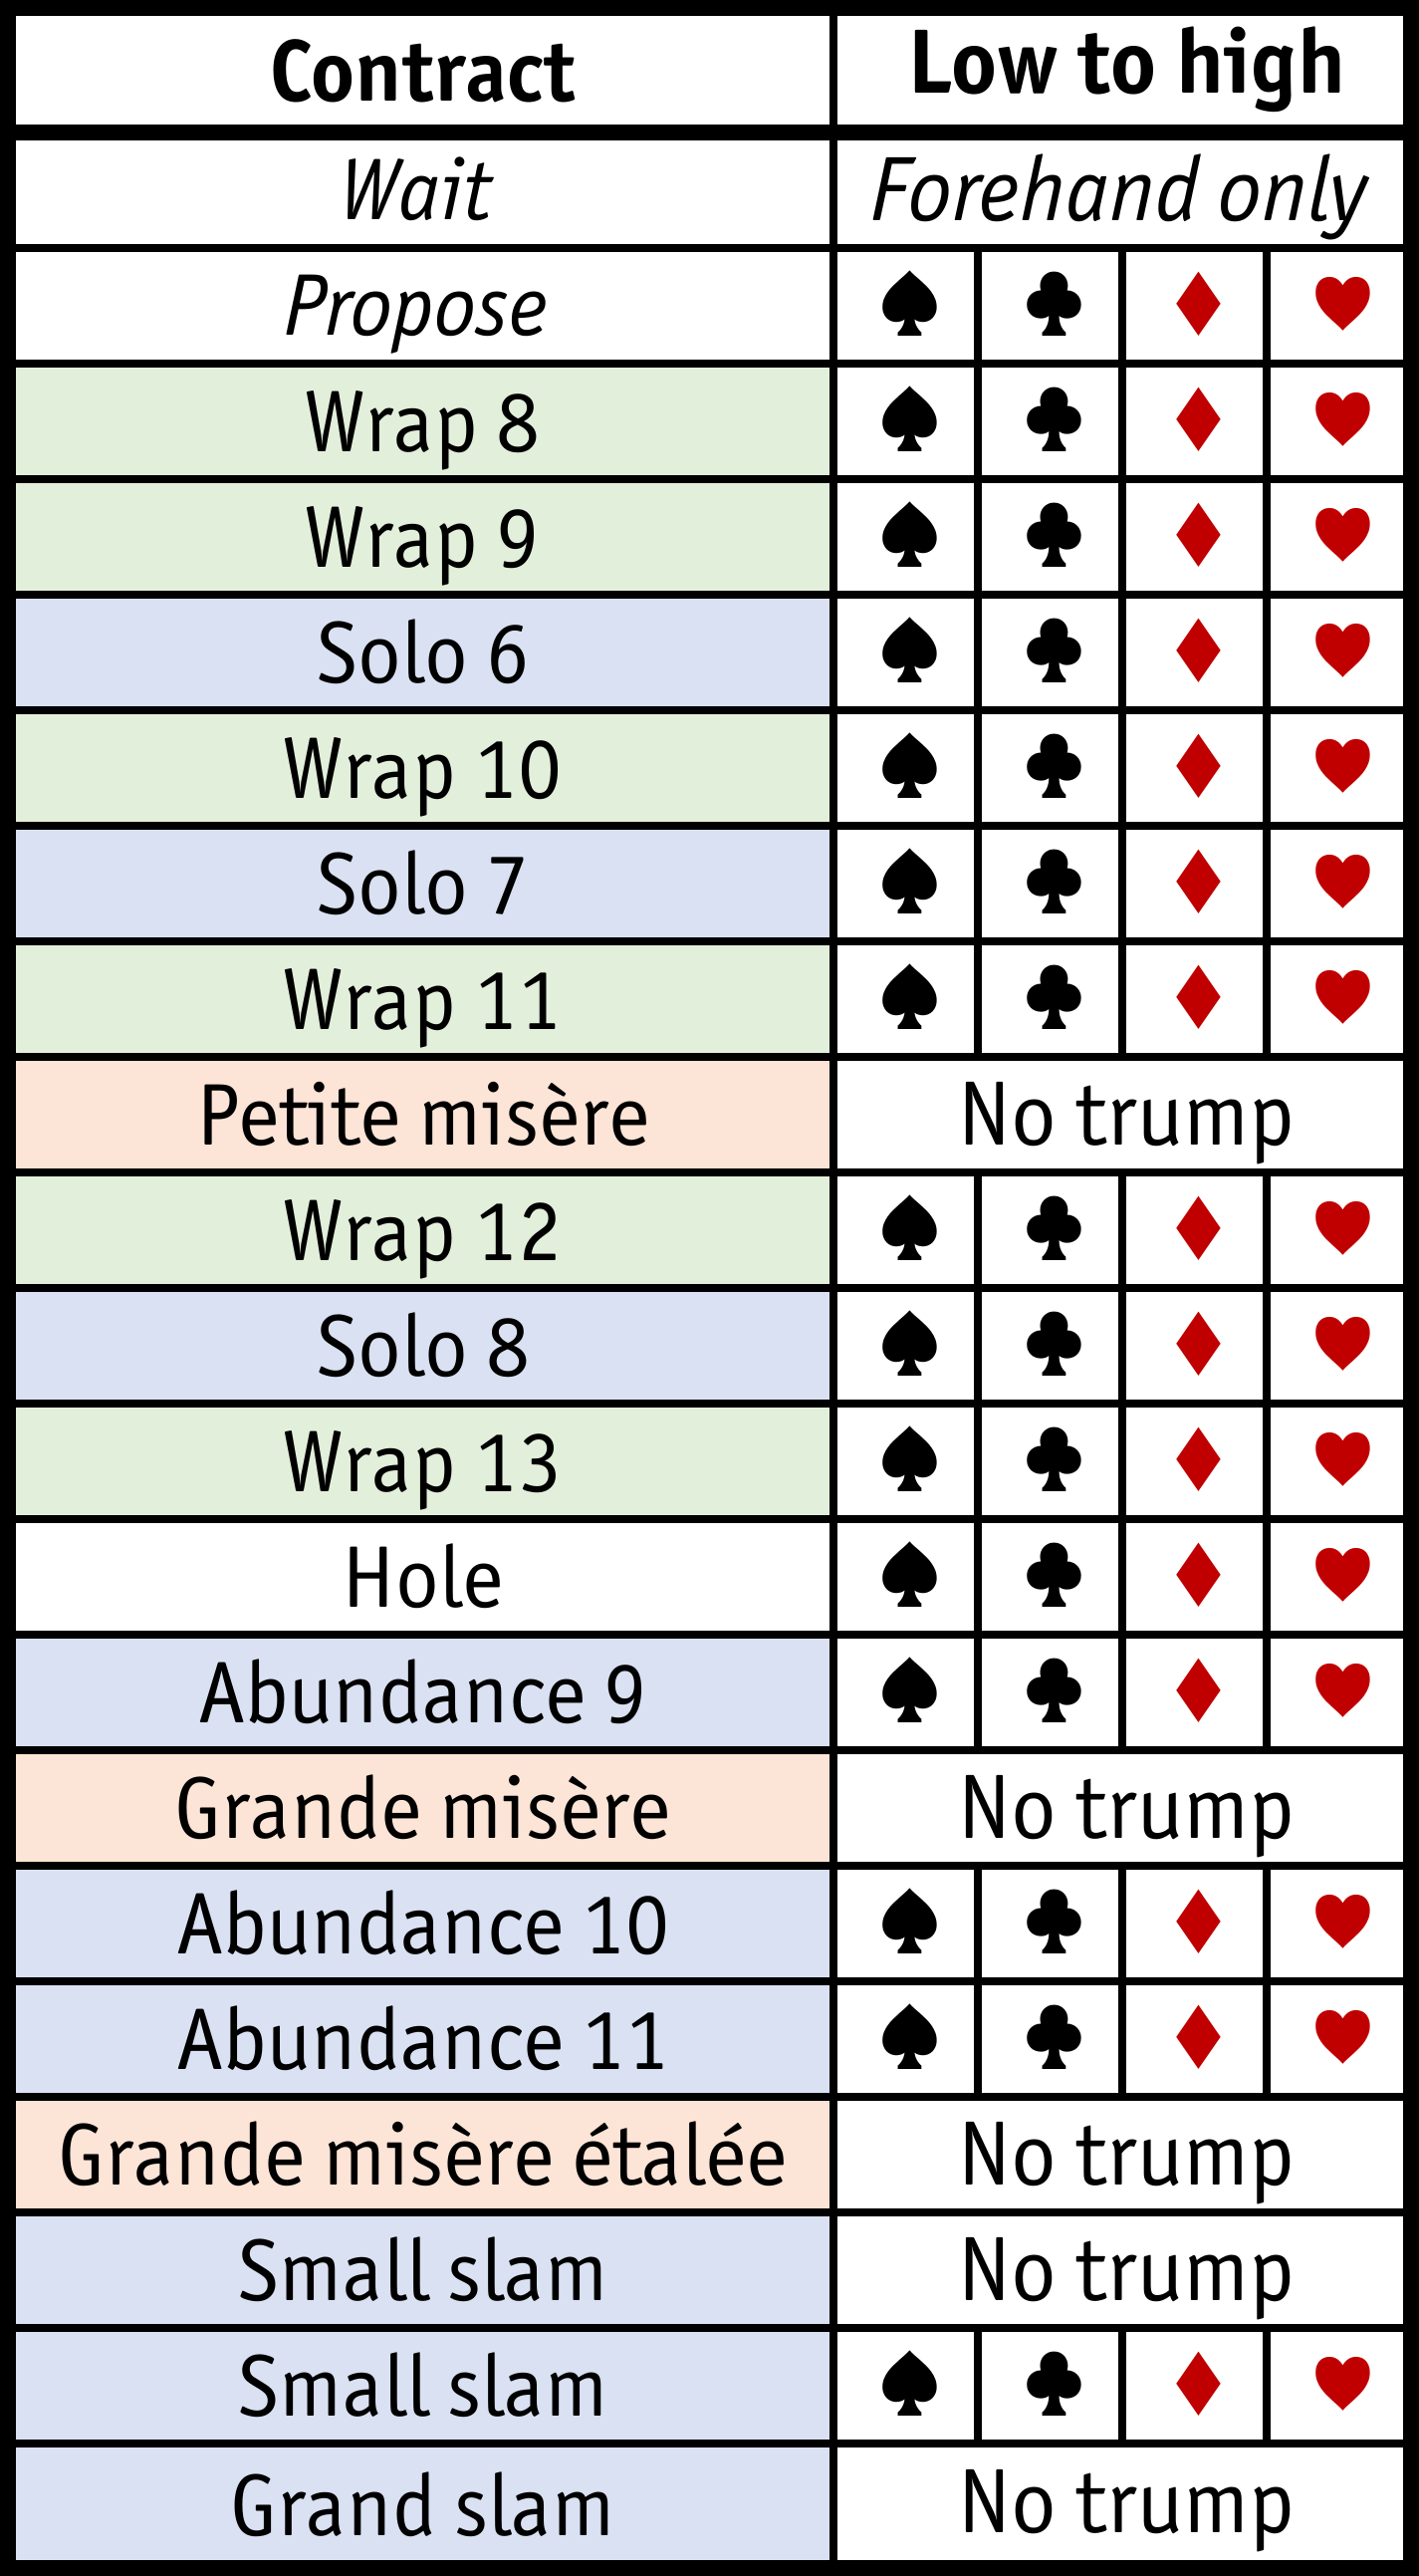 Contract Low to high
Wait Forehand only
Propose ♠ ♣ ♦ ♥
Wrap 8 ♠ ♣ ♦ ♥
Wrap 9 ♠ ♣ ♦ ♥
Solo 6 ♠ ♣ ♦ ♥
Wrap 10 ♠ ♣ ♦ ♥
Solo 7 ♠ ♣ ♦ ♥
Wrap 11 ♠ ♣ ♦ ♥
Petite misère No trump
Wrap 12 ♠ ♣ ♦ ♥
Solo 8 ♠ ♣ ♦ ♥
Wrap 13 ♠ ♣ ♦ ♥
Hole ♠ ♣ ♦ ♥
Abundance 9 ♠ ♣ ♦ ♥
Grande misère No trump
Abundance 10 ♠ ♣ ♦ ♥
Abundance 11 ♠ ♣ ♦ ♥
Grande misère étalée No trump
Small slam No trump
Small slam ♠ ♣ ♦ ♥
Grand slam No trump